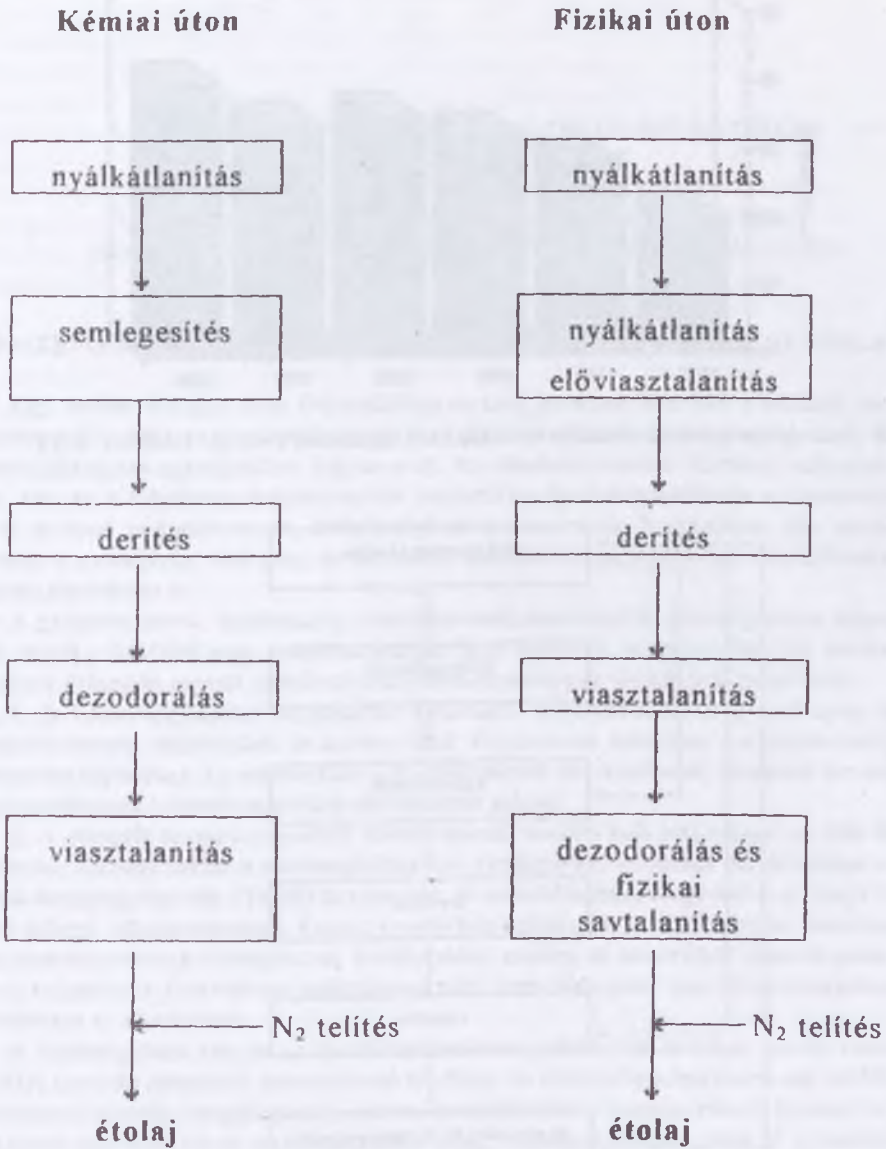 Kémiai úton
nyálkátlanítás
semlegesítés
derítés
dezodorálás
viasztalanítás
N₂ telítés
étolaj
Fizikai úton
nyálkátlanítás
nyálkátlanítás
előviasztalanítás
derítés
viasztalanítás
dezodorálás és
fizikai
savtalanítás
N₂ telítés
étolaj